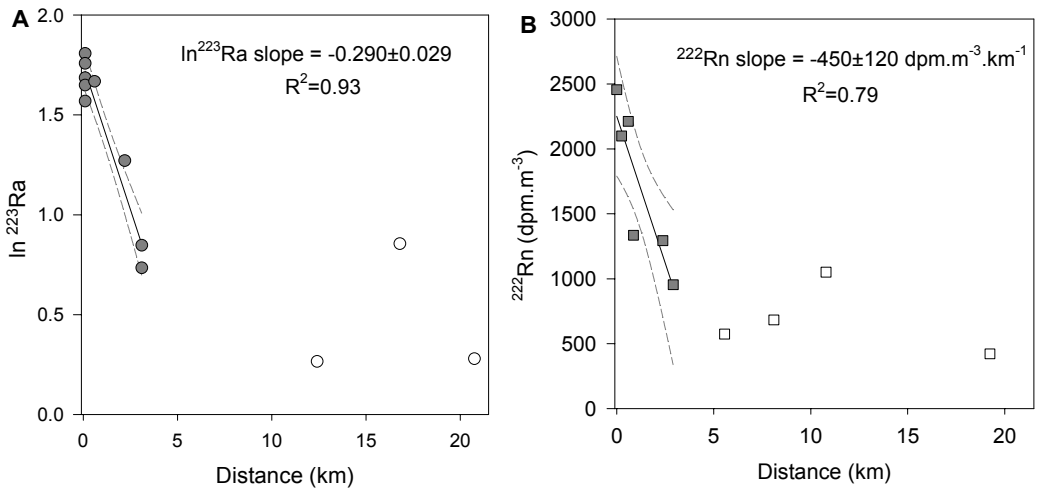 A
ln²²³Ra slope = -0.290±0.029
R²=0.93
2.0
1.5
1.0
0.5
0.0
ln ²²³Ra
0
5
10
15
20
Distance (km)
B
²²²Rn slope = -450±120 dpm.m⁻³.km⁻¹
R²=0.79
3000
2500
2000
1500
1000
500
0
²²²Rn (dpm.m⁻³)
0
5
10
15
20
Distance (km)